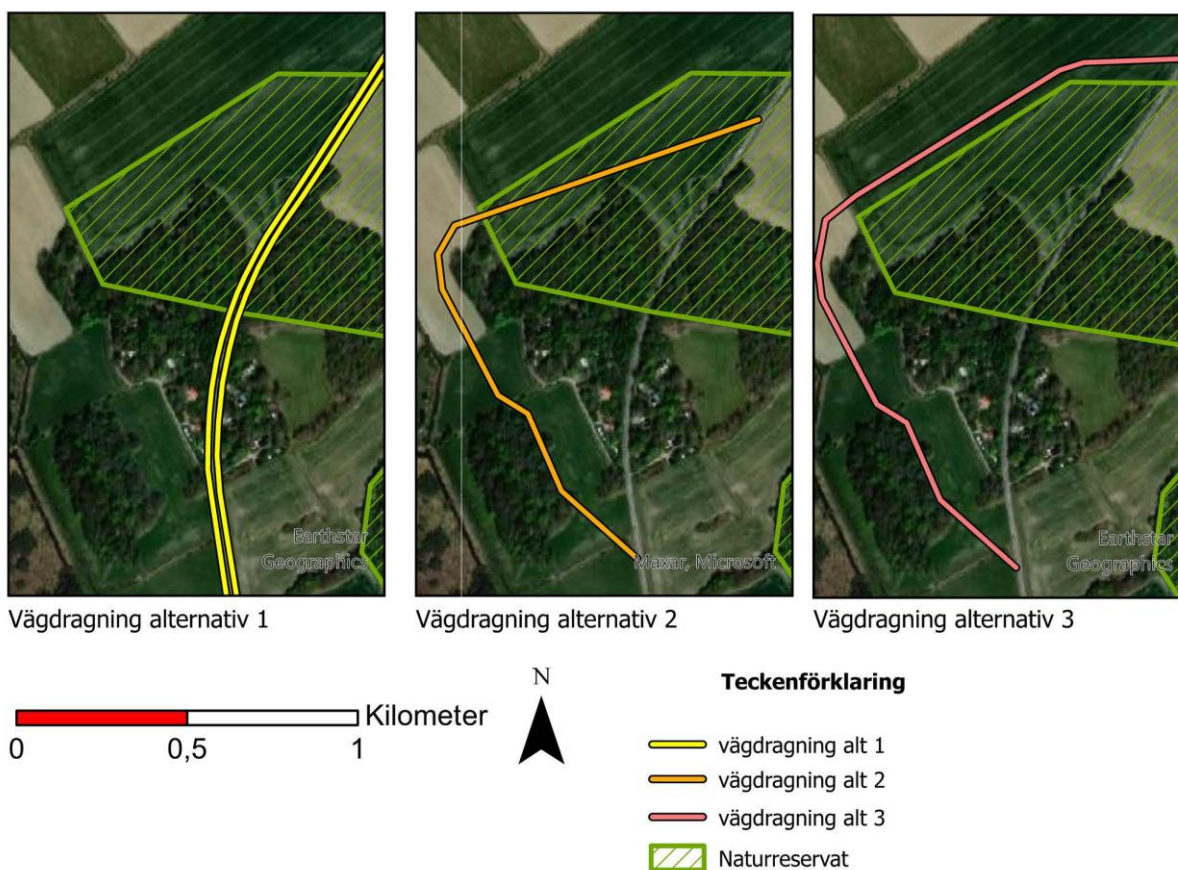 Earthstar
Geographics
Maxar, Microsoft
Earthstar
Geographics
Vägdragning alternativ 1
Vägdragning alternativ 2
Vägdragning alternativ 3
N
Teckenförklaring
Kilometer
0 0,5 1
vägdragning alt 1
vägdragning alt 2
vägdragning alt 3
Naturreservat